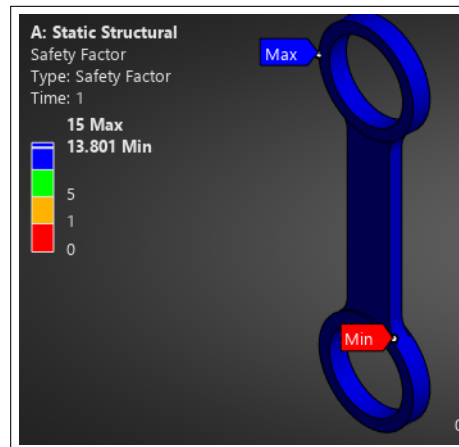 A: Static Structural
Safety Factor
Type: Safety Factor
Time: 1
15 Max
13.801 Min
5
1
0
Max
Min
0